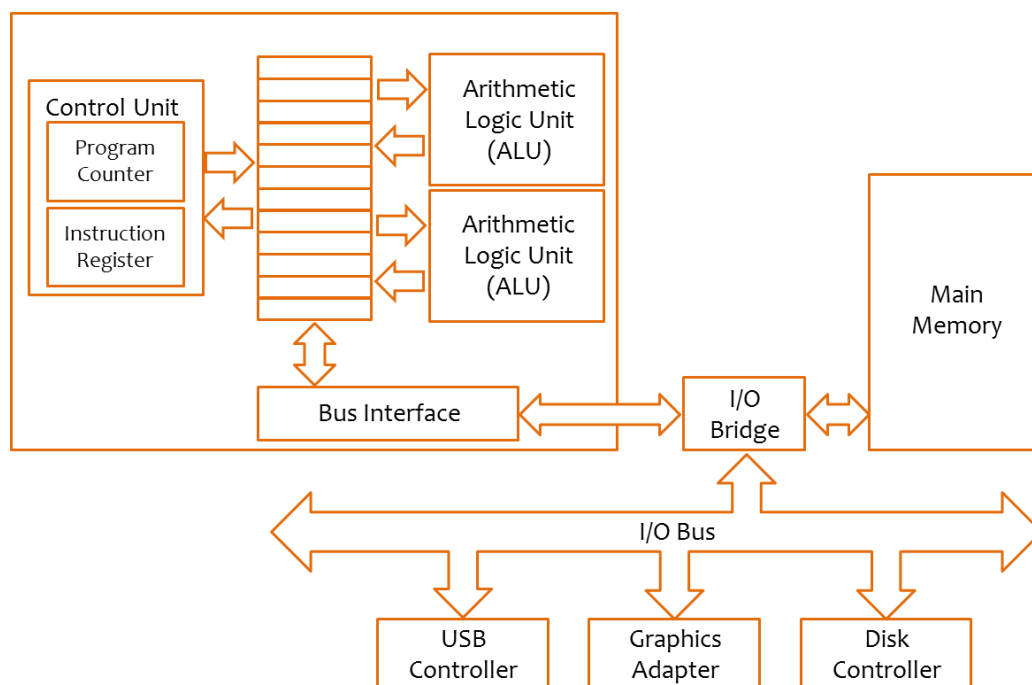 Control Unit
Program
Counter
Instruction
Register
Arithmetic
Logic Unit
(ALU)
Arithmetic
Logic Unit
(ALU)
Bus Interface
I/O
Bridge
Main
Memory
I/O Bus
USB
Controller
Graphics
Adapter
Disk
Controller